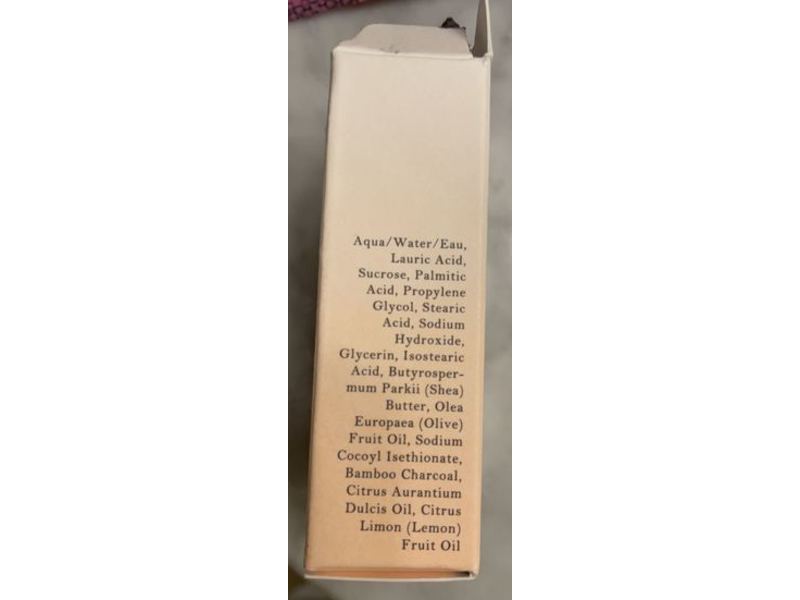 Aqua/Water/Eau,
Lauric Acid,
Sucrose, Palmitic
Acid, Propylene
Glycol, Stearic
Acid, Sodium
Hydroxide,
Glycerin, Isostearic
Acid, Butyrosper-
mum Parkii (Shea)
Butter, Olea
Europaea (Olive)
Fruit Oil, Sodium
Cocoyl Isethionate,
Bamboo Charcoal,
Citrus Aurantium
Dulcis Oil, Citrus
Limon (Lemon)
Fruit Oil